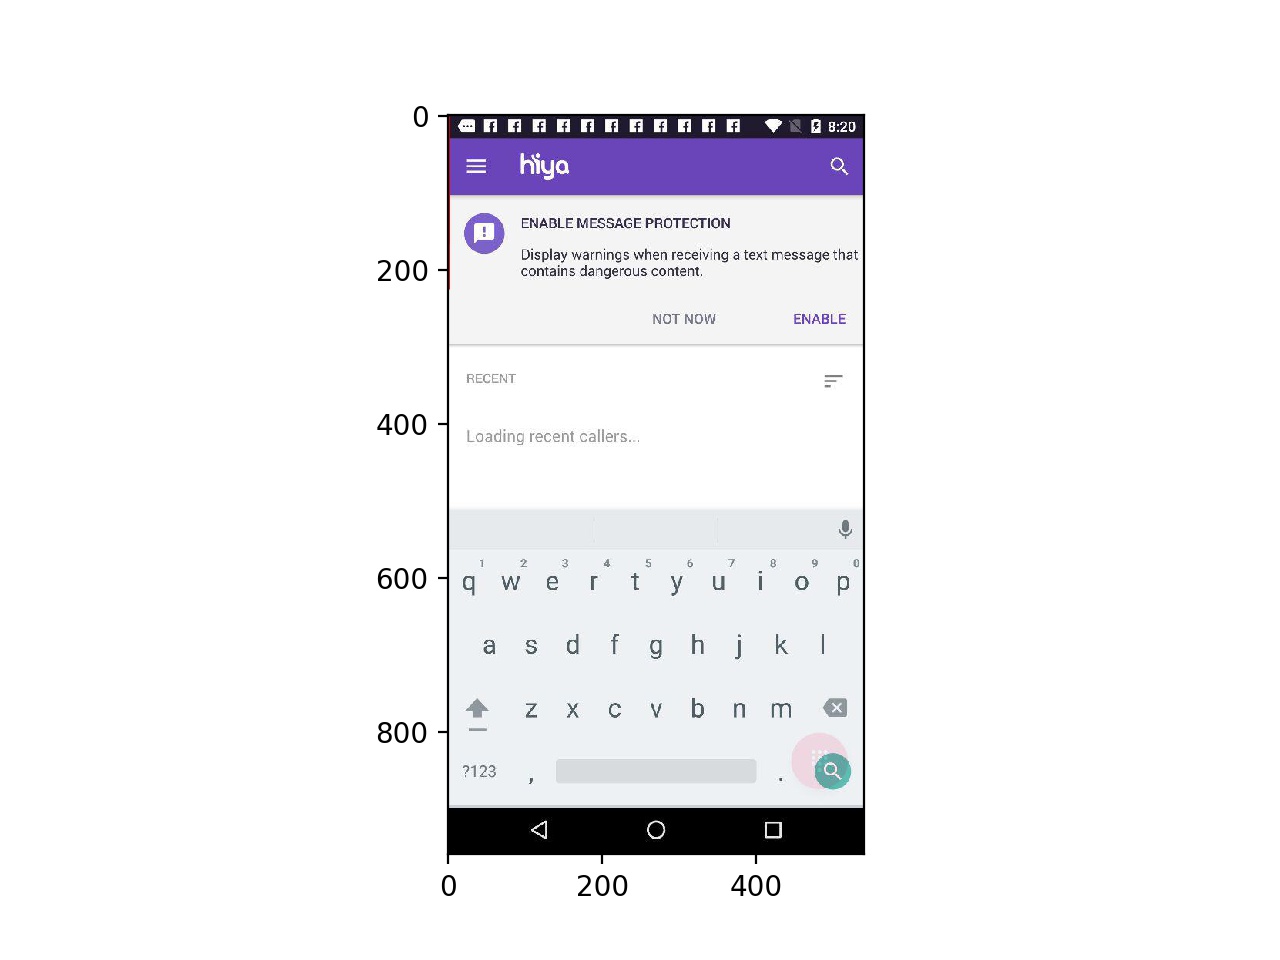 0
200
400
600
800
0 200 400
8:20
hiya
ENABLE MESSAGE PROTECTION
Display warnings when receiving a text message that
contains dangerous content.
NOT NOW ENABLE
RECENT
Loading recent callers...
1 2 3 4 5 6 7 8 9 0
q w e r t y u i o p
a s d f g h j k l
z x c v b n m
?123 , .